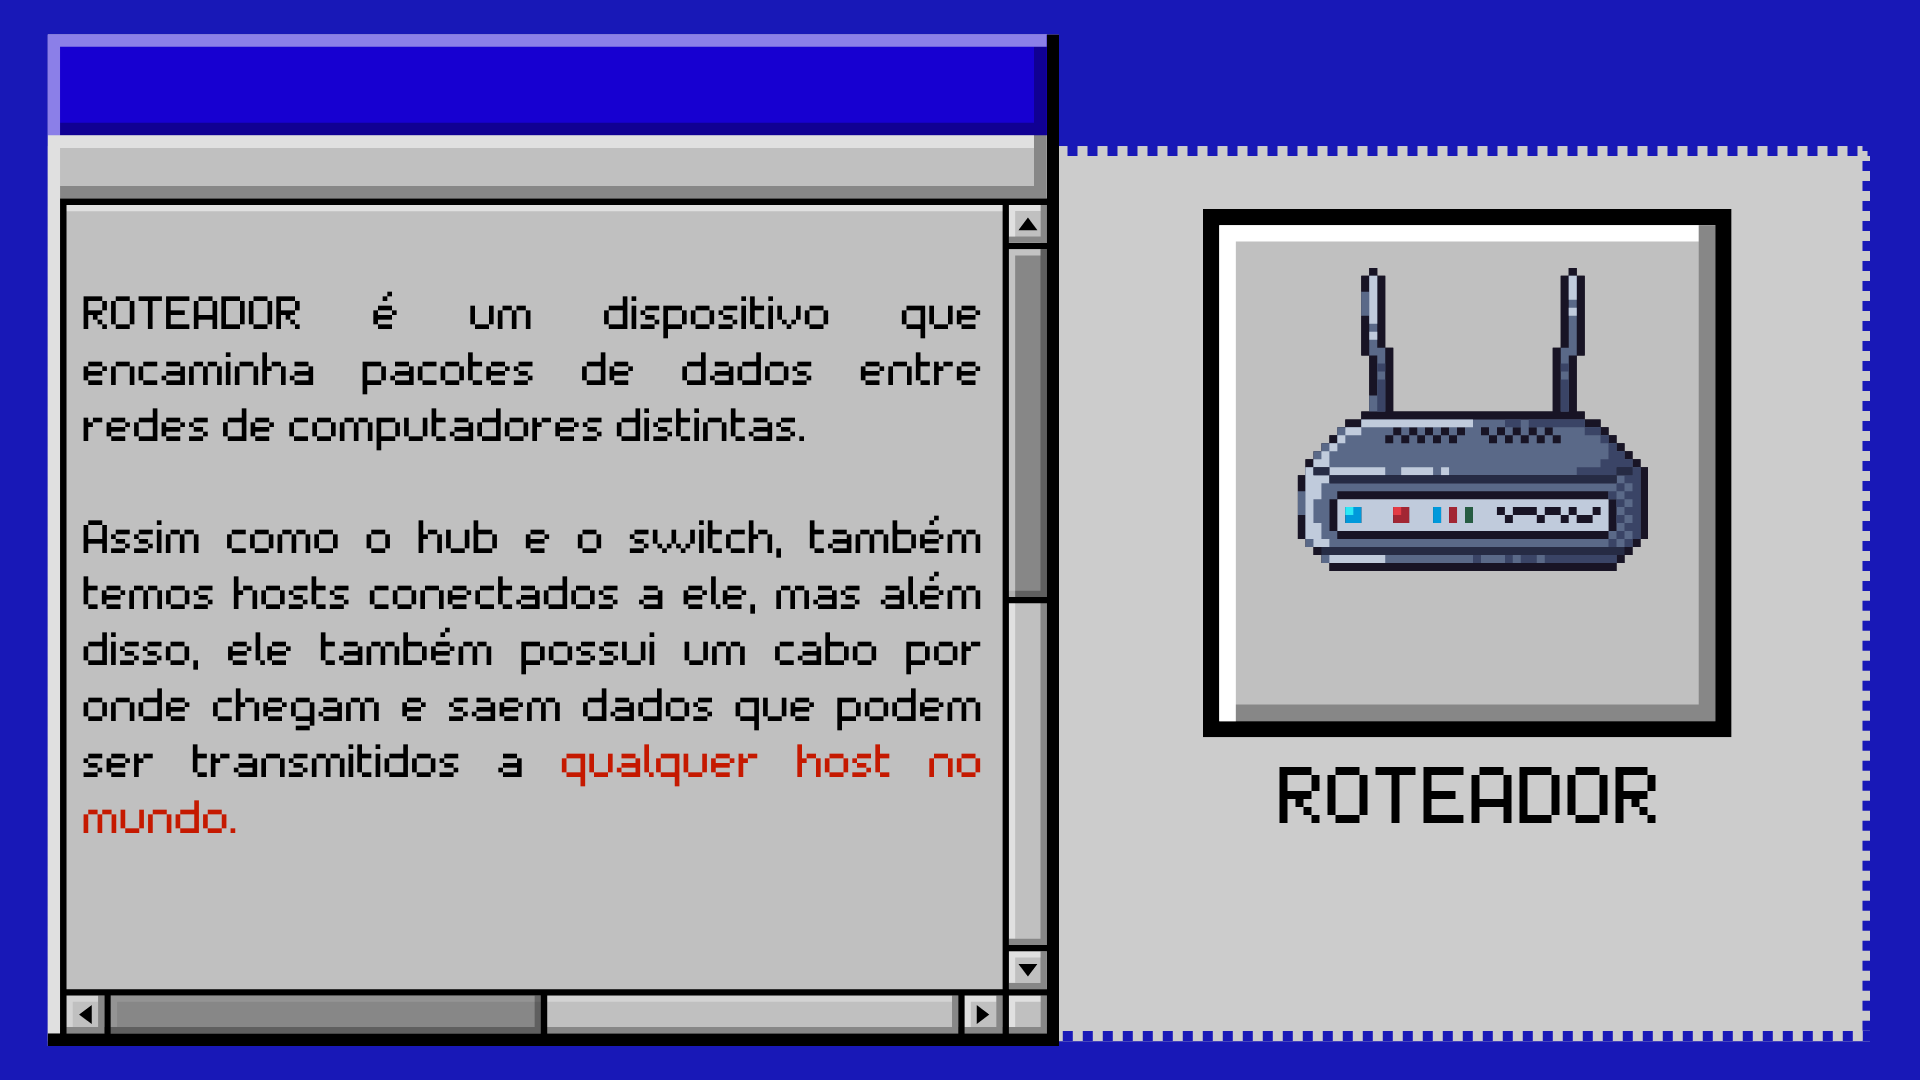 ROTEADOR é um dispositivo que
encaminha pacotes de dados entre
redes de computadores distintas.
Assim como o hub e o switch, também
temos hosts conectados a ele, mas além
disso, ele também possui um cabo por
onde chegam e saem dados que podem
ser transmitidos a qualquer host no
mundo.
ROTEADOR